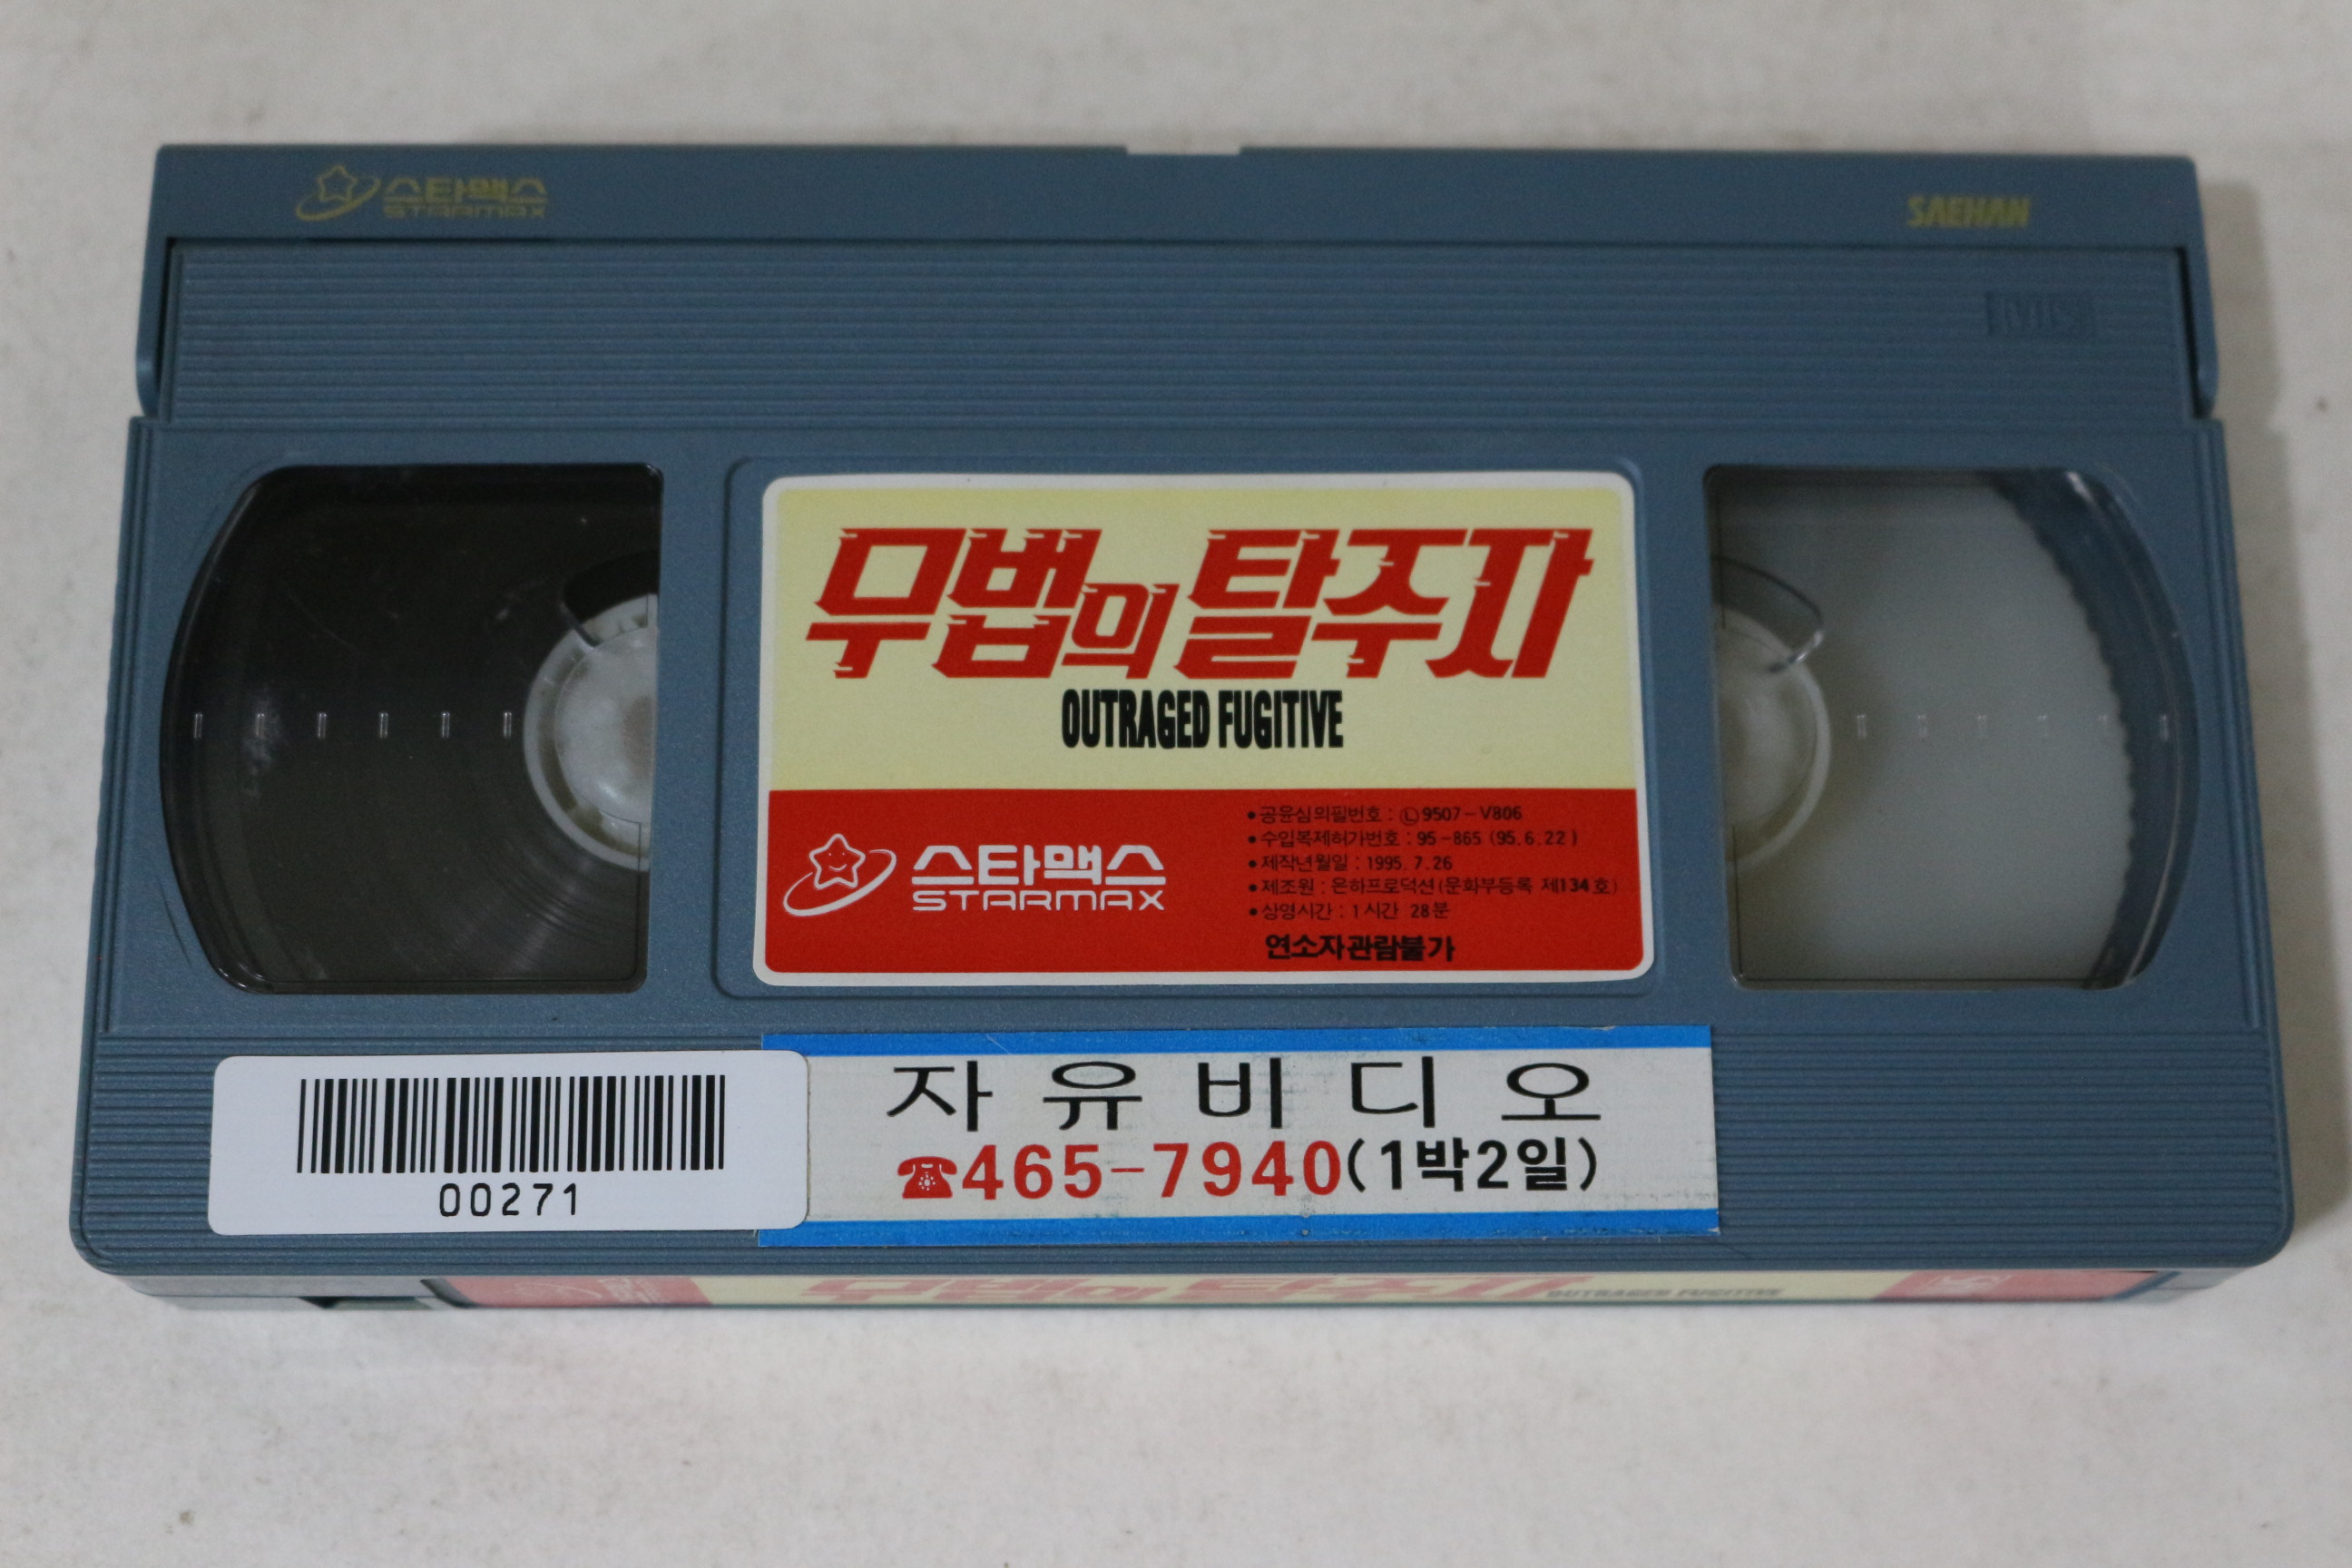 스타맥스
STARMAX
SAEHAN
VHS
무법의 탈주자
OUTRAGED FUGITIVE
스타맥스
STARMAX
•공윤심의필번호 : Ⓛ9507-V806
•수입복제허가번호 : 95-865 (95.6.22)
•제작년월일 : 1995. 7.26
•제조원 : 온하프로덕션(문화부등록 제134호)
•상영시간 : 1시간 28분
연소자관람불가
자유비디오
☎465-7940(1박2일)
00271
무법의 탈주자
OUTRAGED FUGITIVE